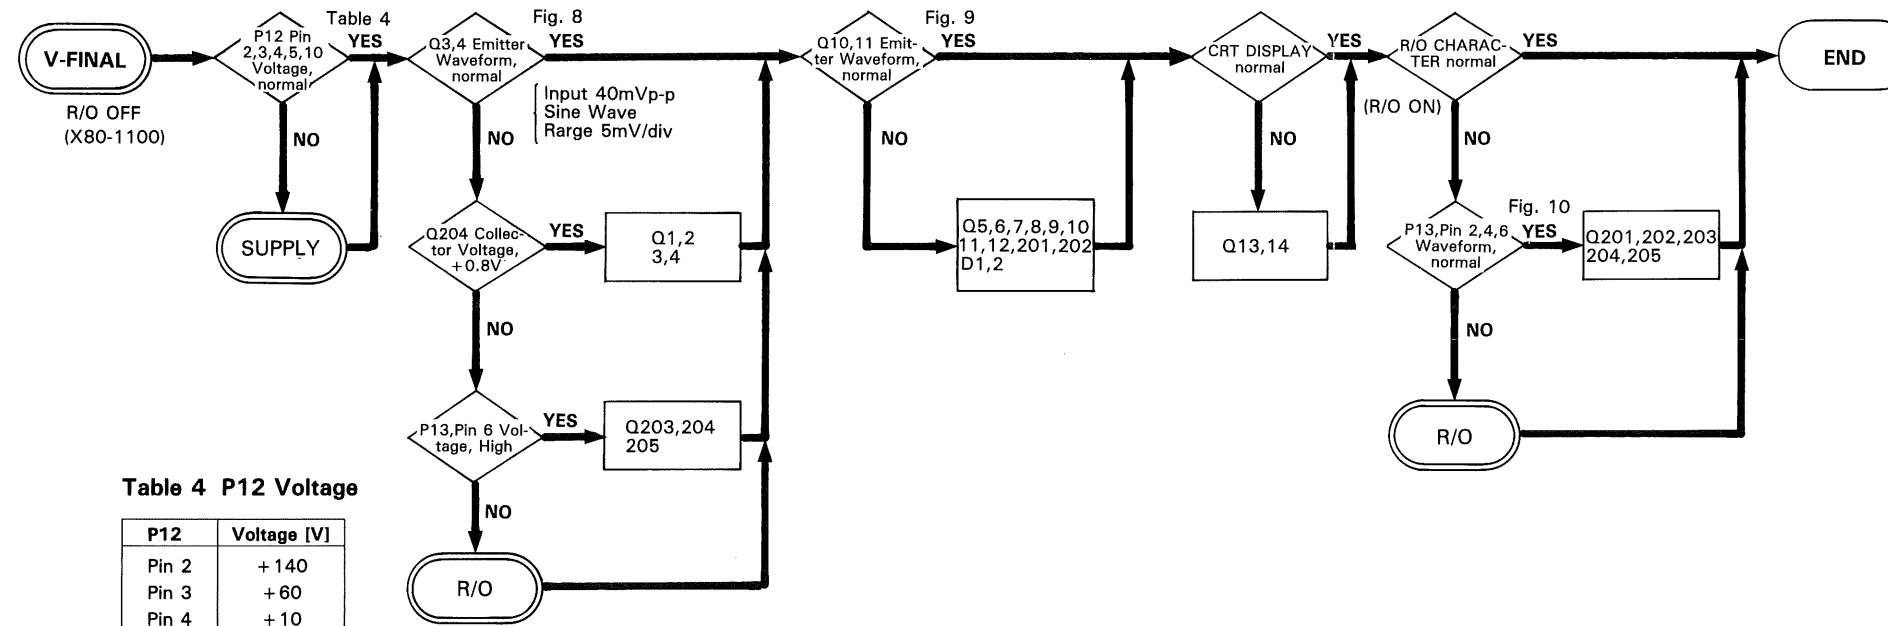 V-FINAL
R/O OFF
(X80-1100)
P12 Pin
2,3,4,5,10
Voltage,
normal
Table 4
YES
NO
SUPPLY
Q3,4 Emitter
Waveform,
normal
Fig. 8
YES
Input 40mVp-p
Sine Wave
Rarge 5mV/div
NO
Q204 Collec-
tor Voltage,
+0.8V
YES
Q1,2
3,4
NO
P13,Pin 6 Vol-
tage, High
YES
Q203,204
205
NO
R/O
Q10,11 Emit-
ter Waveform,
normal
Fig. 9
YES
NO
Q5,6,7,8,9,10
11,12,201,202
D1,2
CRT DISPLAY
normal
YES
NO
Q13,14
R/O CHARAC-
TER normal
(R/O ON)
YES
NO
P13,Pin 2,4,6
Waveform,
normal
Fig. 10
YES
Q201,202,203
204,205
NO
R/O
END
Table 4 P12 Voltage
P12 Voltage [V]
Pin 2 +140
Pin 3 +60
Pin 4 +10